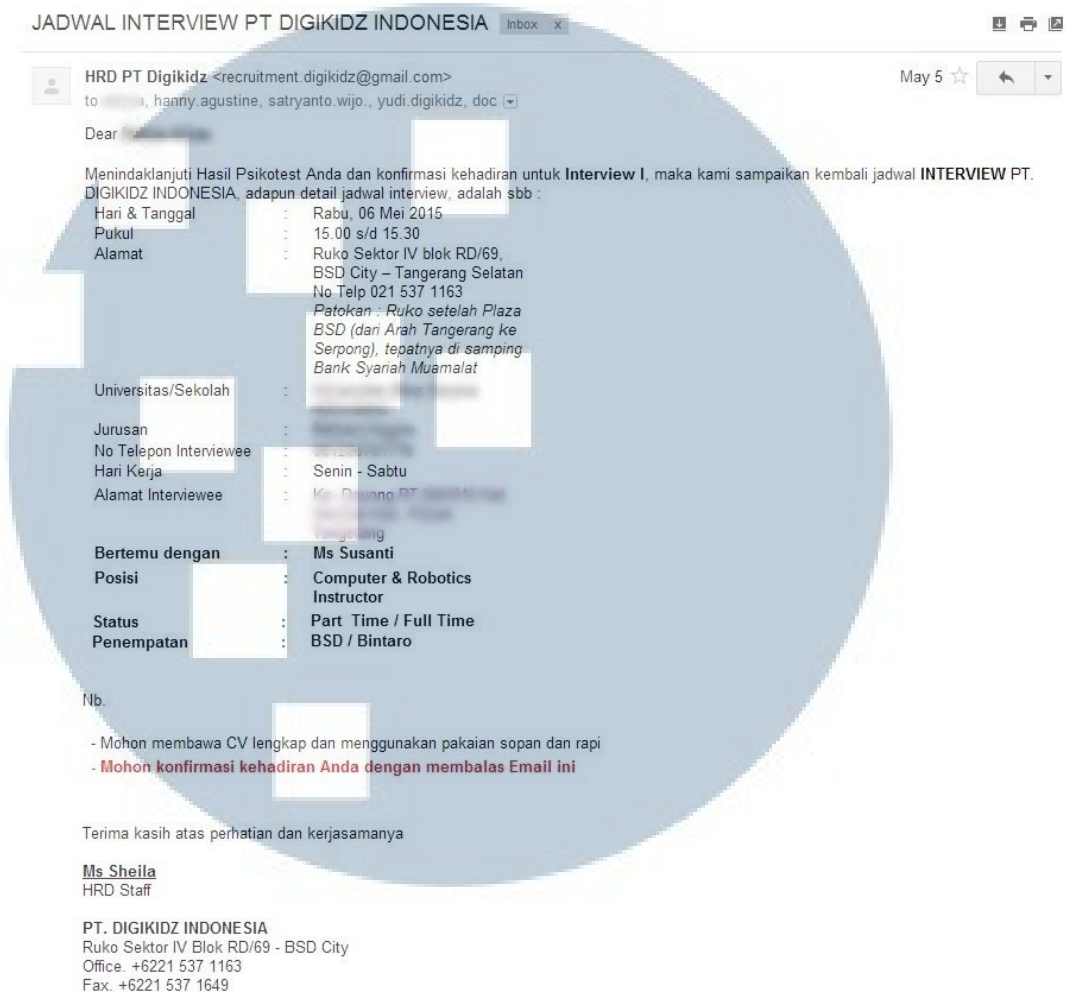 JADWAL INTERVIEW PT DIGIKIDZ INDONESIA Inbox x
HRD PT Digikidz <recruitment.digikidz@gmail.com> May 5
to , hanny.agustine, satryanto.wijo., yudi.digikidz, doc
Dear
Menindaklanjuti Hasil Psikotest Anda dan konfirmasi kehadiran untuk Interview I, maka kami sampaikan kembali jadwal INTERVIEW PT.
DIGIKIDZ INDONESIA, adapun detail jadwal interview, adalah sbb :
Hari & Tanggal : Rabu, 06 Mei 2015
Pukul : 15.00 s/d 15.30
Alamat : Ruko Sektor IV blok RD/69,
BSD City – Tangerang Selatan
No Telp 021 537 1163
Patokan : Ruko setelah Plaza
BSD (dari Arah Tangerang ke
Serpong), tepatnya di samping
Bank Syariah Muamalat
Universitas/Sekolah :
Jurusan :
No Telepon Interviewee :
Hari Kerja : Senin - Sabtu
Alamat Interviewee :
Tangerang
Bertemu dengan : Ms Susanti
Posisi : Computer & Robotics
Instructor
Status : Part Time / Full Time
Penempatan : BSD / Bintaro
Nb.
- Mohon membawa CV lengkap dan menggunakan pakaian sopan dan rapi
- Mohon konfirmasi kehadiran Anda dengan membalas Email ini
Terima kasih atas perhatian dan kerjasamanya
Ms Sheila
HRD Staff
PT. DIGIKIDZ INDONESIA
Ruko Sektor IV Blok RD/69 - BSD City
Office. +6221 537 1163
Fax. +6221 537 1649